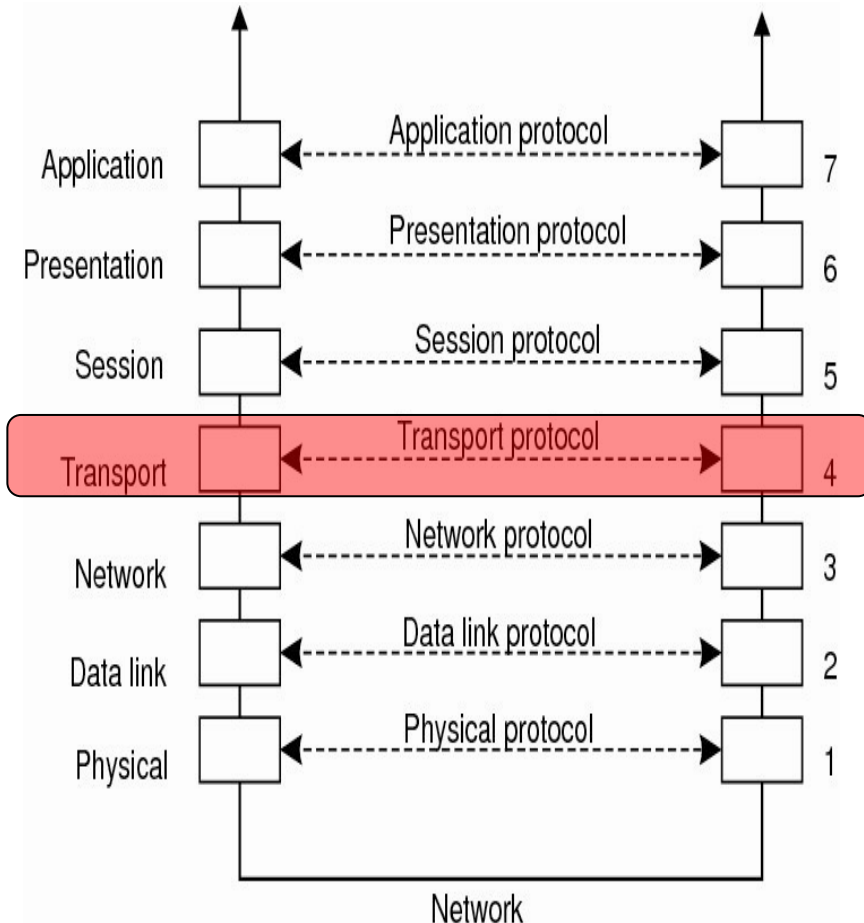 Application protocol
Application
7
Presentation protocol
Presentation
6
Session protocol
Session
5
Transport protocol
Transport
4
Network protocol
Network
3
Data link protocol
Data link
2
Physical protocol
Physical
1
Network